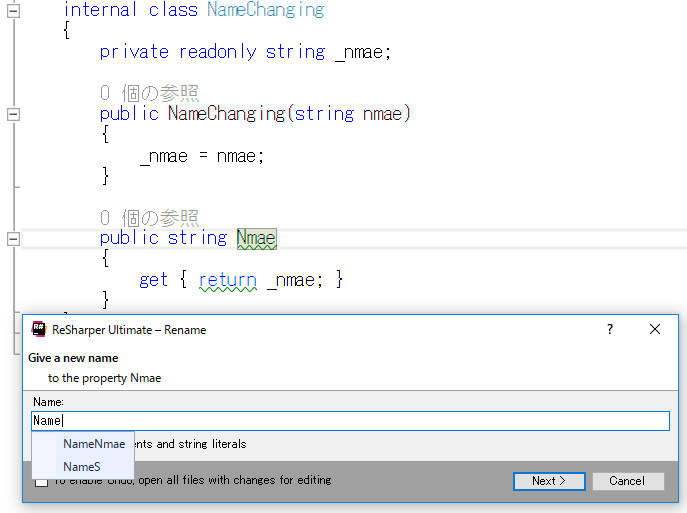 internal class NameChanging
{
private readonly string _nmae;
0 個の参照
public NameChanging(string nmae)
{
_nmae = nmae;
}
0 個の参照
public string Nmae
{
get { return _nmae; }
}
R#
ReSharper Ultimate – Rename
?
Give a new name
to the property Nmae
Name:
Name
NameNmae
NameS
and string literals
To enable Undo, open all files with changes for editing
Next >
Cancel